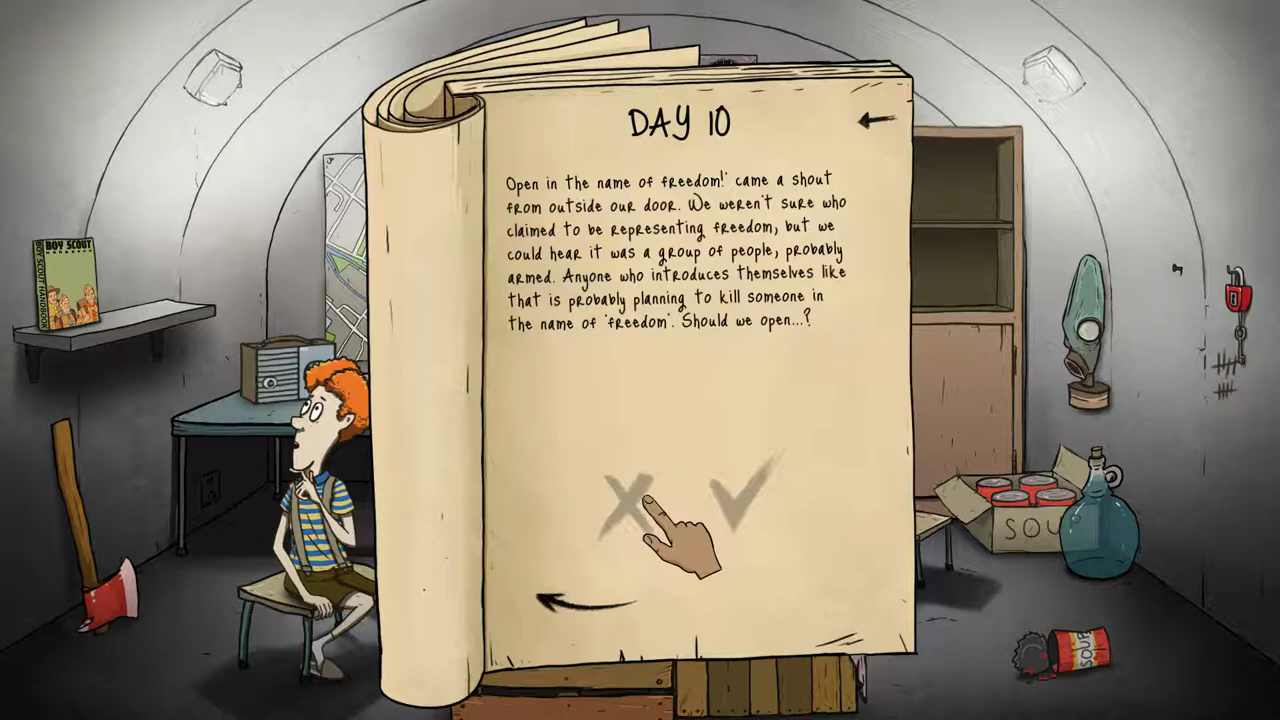 DAY 10
Open in the name of freedom!' came a shout
from outside our door. We weren't sure who
claimed to be representing freedom, but we
could hear it was a group of people, probably
armed. Anyone who introduces themselves like
that is probably planning to kill someone in
the name of 'freedom'. Should we open...?
BOY SCOUT
BOY SCOUT HANDBOOK
SOU
SOUP